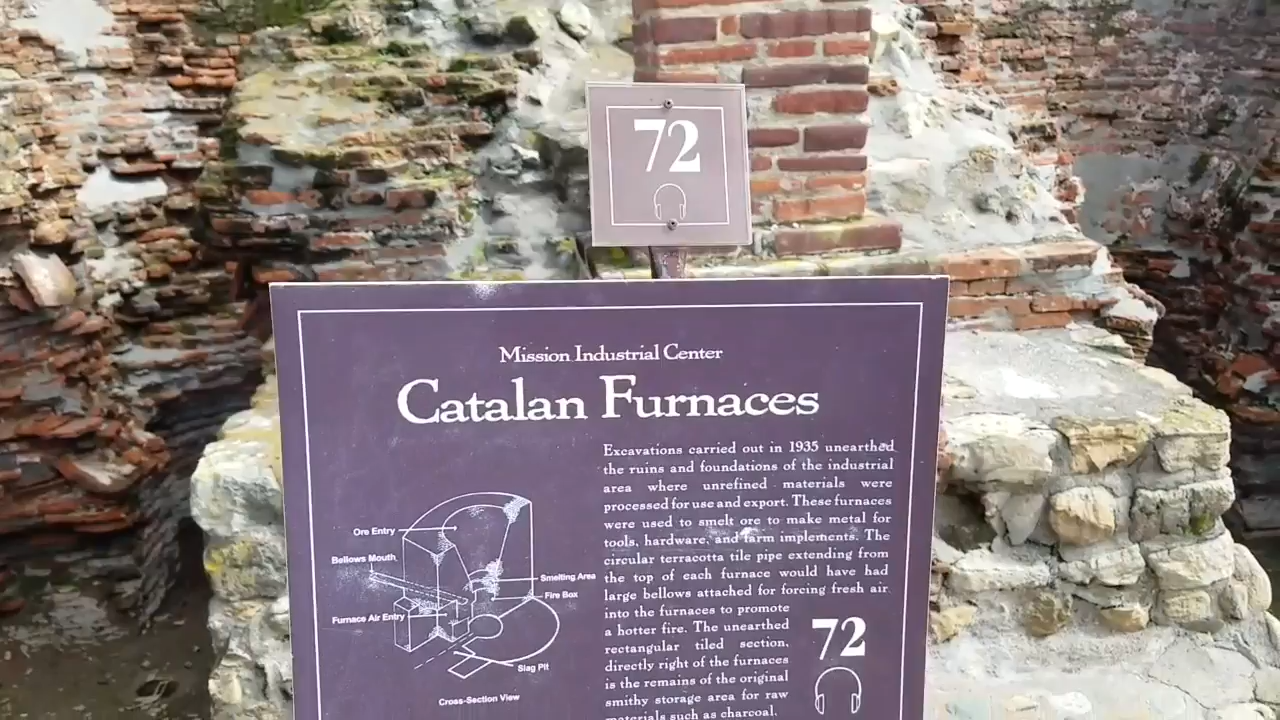 72
Mission Industrial Center
Catalan Furnaces
Excavations carried out in 1935 unearthed
the ruins and foundations of the industrial
area where unrefined materials were
processed for use and export. These furnaces
were used to smelt ore to make metal for
tools, hardware, and farm implements. The
circular terracotta tile pipe extending from
the top of each furnace would have had
large bellows attached for forcing fresh air
into the furnaces to promote
a hotter fire. The unearthed
rectangular tiled section,
directly right of the furnaces
is the remains of the original
smithy storage area for raw
materials such as charcoal.
Ore Entry
Bellows Mouth
Smelting Area
Fire Box
Furnace Air Entry
Slag Pit
Cross-Section View
72